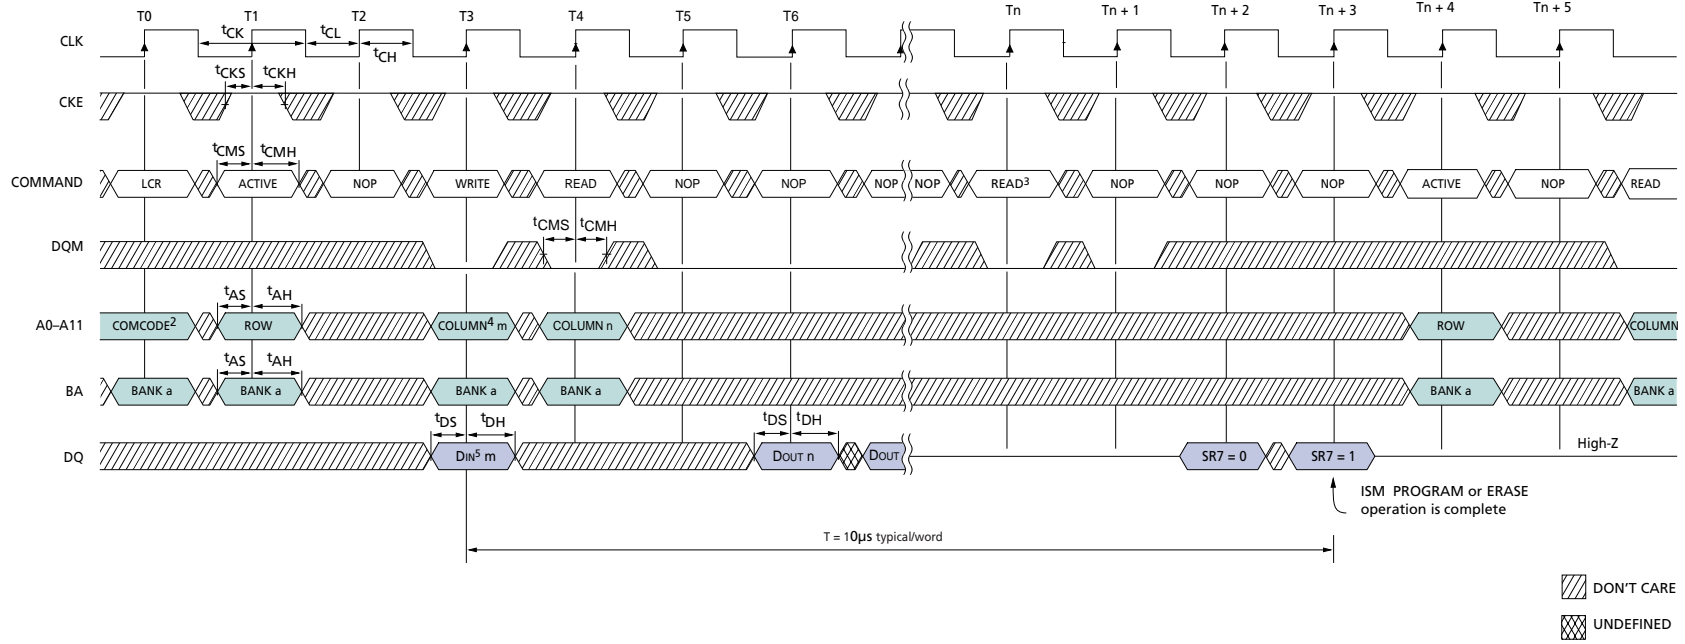 T0 T1 T2 T3 T4 T5 T6 Tn Tn + 1 Tn + 2 Tn + 3 Tn + 4 Tn + 5
CLK tCK tCL tCH
tCKS tCKH
CKE
tCMS tCMH
COMMAND LCR ACTIVE NOP WRITE READ NOP NOP NOP NOP READ3 NOP NOP NOP ACTIVE NOP READ
tCMS tCMH
DQM
tAS tAH
A0–A11 COMCODE2 ROW COLUMN4 m COLUMN n ROW COLUMN
tAS tAH
BA BANK a BANK a BANK a BANK a BANK a BANK a
tDS tDH tDS tDH
DQ DIN5 m DOUT n DOUT SR7 = 0 SR7 = 1 High-Z
ISM PROGRAM or ERASE
operation is complete
T = 10µs typical/word
DON'T CARE
UNDEFINED